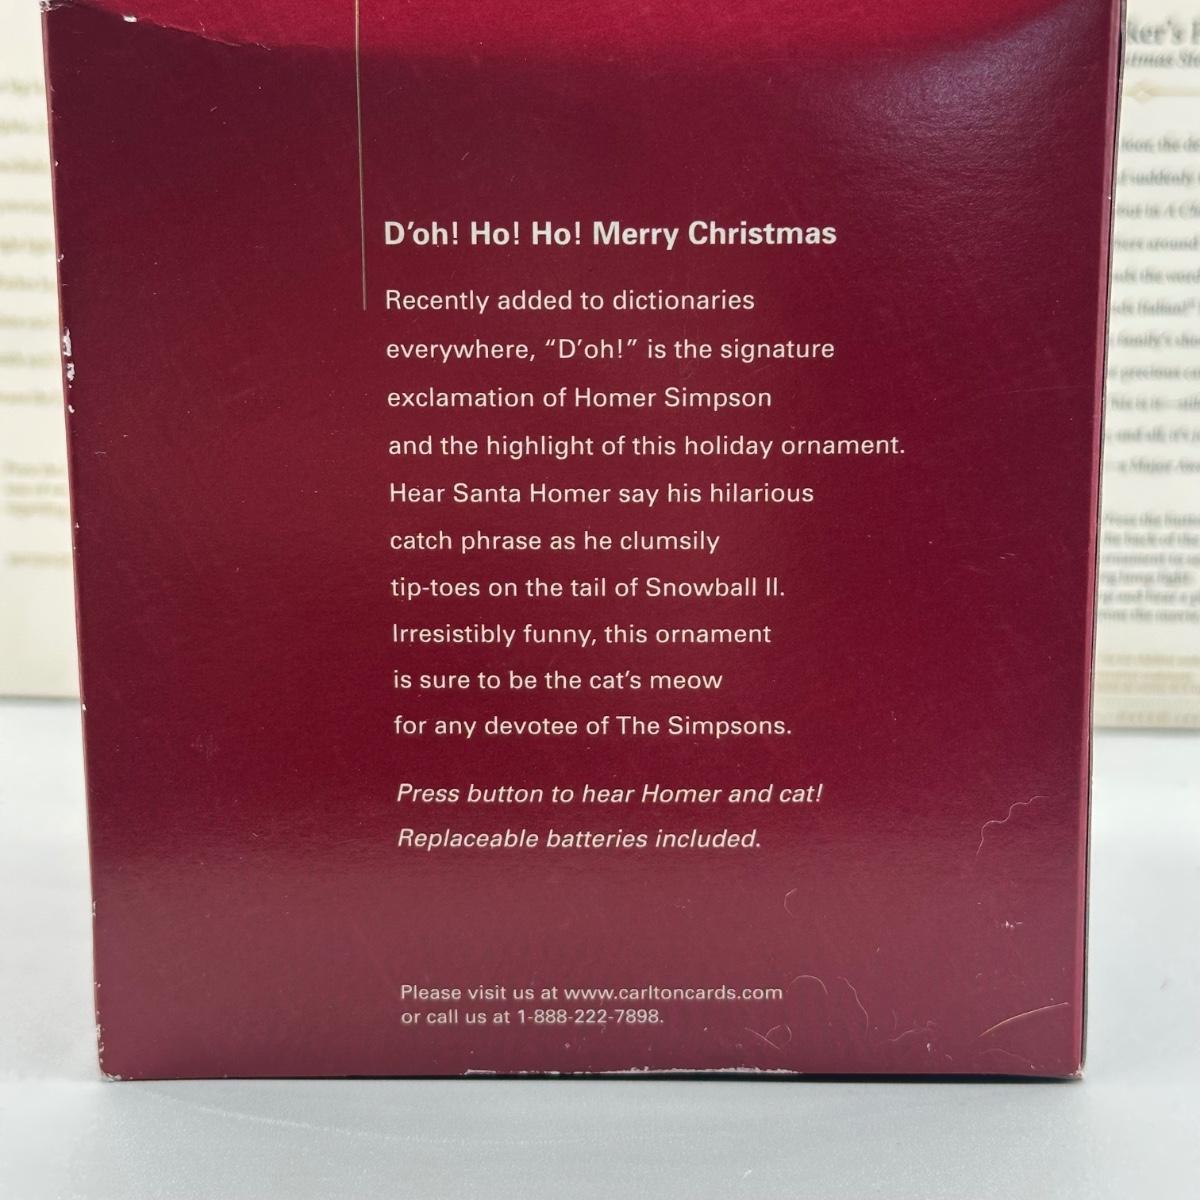 D'oh! Ho! Ho! Merry Christmas
Recently added to dictionaries
everywhere, “D'oh!” is the signature
exclamation of Homer Simpson
and the highlight of this holiday ornament.
Hear Santa Homer say his hilarious
catch phrase as he clumsily
tip-toes on the tail of Snowball II.
Irresistibly funny, this ornament
is sure to be the cat's meow
for any devotee of The Simpsons.
Press button to hear Homer and cat!
Replaceable batteries included.
Please visit us at www.carltoncards.com
or call us at 1-888-222-7898.